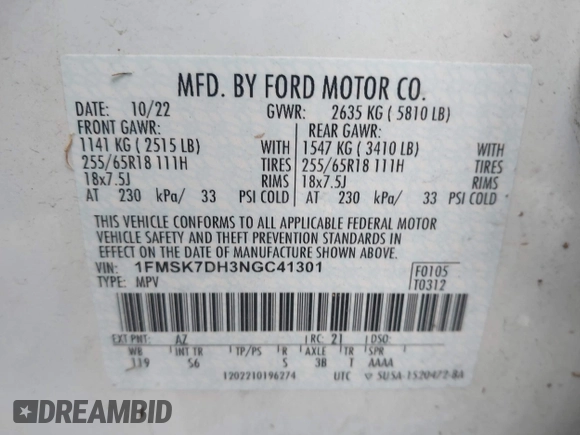 MFD. BY FORD MOTOR CO.
DATE: 10/22 GVWR: 2635 KG ( 5810 LB)
FRONT GAWR: REAR GAWR:
1141 KG ( 2515 LB) WITH 1547 KG ( 3410 LB) WITH
255/65R18 111H TIRES 255/65R18 111H TIRES
18x7.5J RIMS 18x7.5J RIMS
AT 230 kPa/ 33 PSI COLD AT 230 kPa/ 33 PSI COLD
THIS VEHICLE CONFORMS TO ALL APPLICABLE FEDERAL MOTOR
VEHICLE SAFETY AND THEFT PREVENTION STANDARDS IN
EFFECT ON THE DATE OF MANUFACTURE SHOWN ABOVE.
VIN: 1FMSK7DH3NGC41301 F0105
TYPE: MPV T0312
EXT PNT: AZ RC: 21 DSO:
WB INT TR TP/PS R AXLE TR SPR
119 S6 5 3B T AAAA
1202210196274 UTC SU5A-1520472-BA
DREAMBID